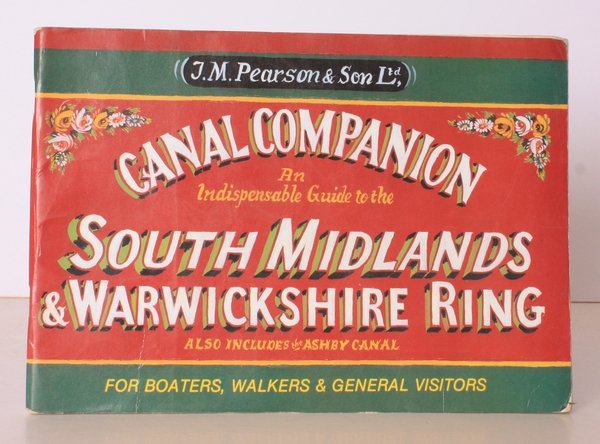 J. M. Pearson & Son Ltd,
CANAL COMPANION
An
Indispensable Guide to the
SOUTH MIDLANDS
& WARWICKSHIRE RING
ALSO INCLUDES the ASHBY CANAL
FOR BOATERS, WALKERS & GENERAL VISITORS